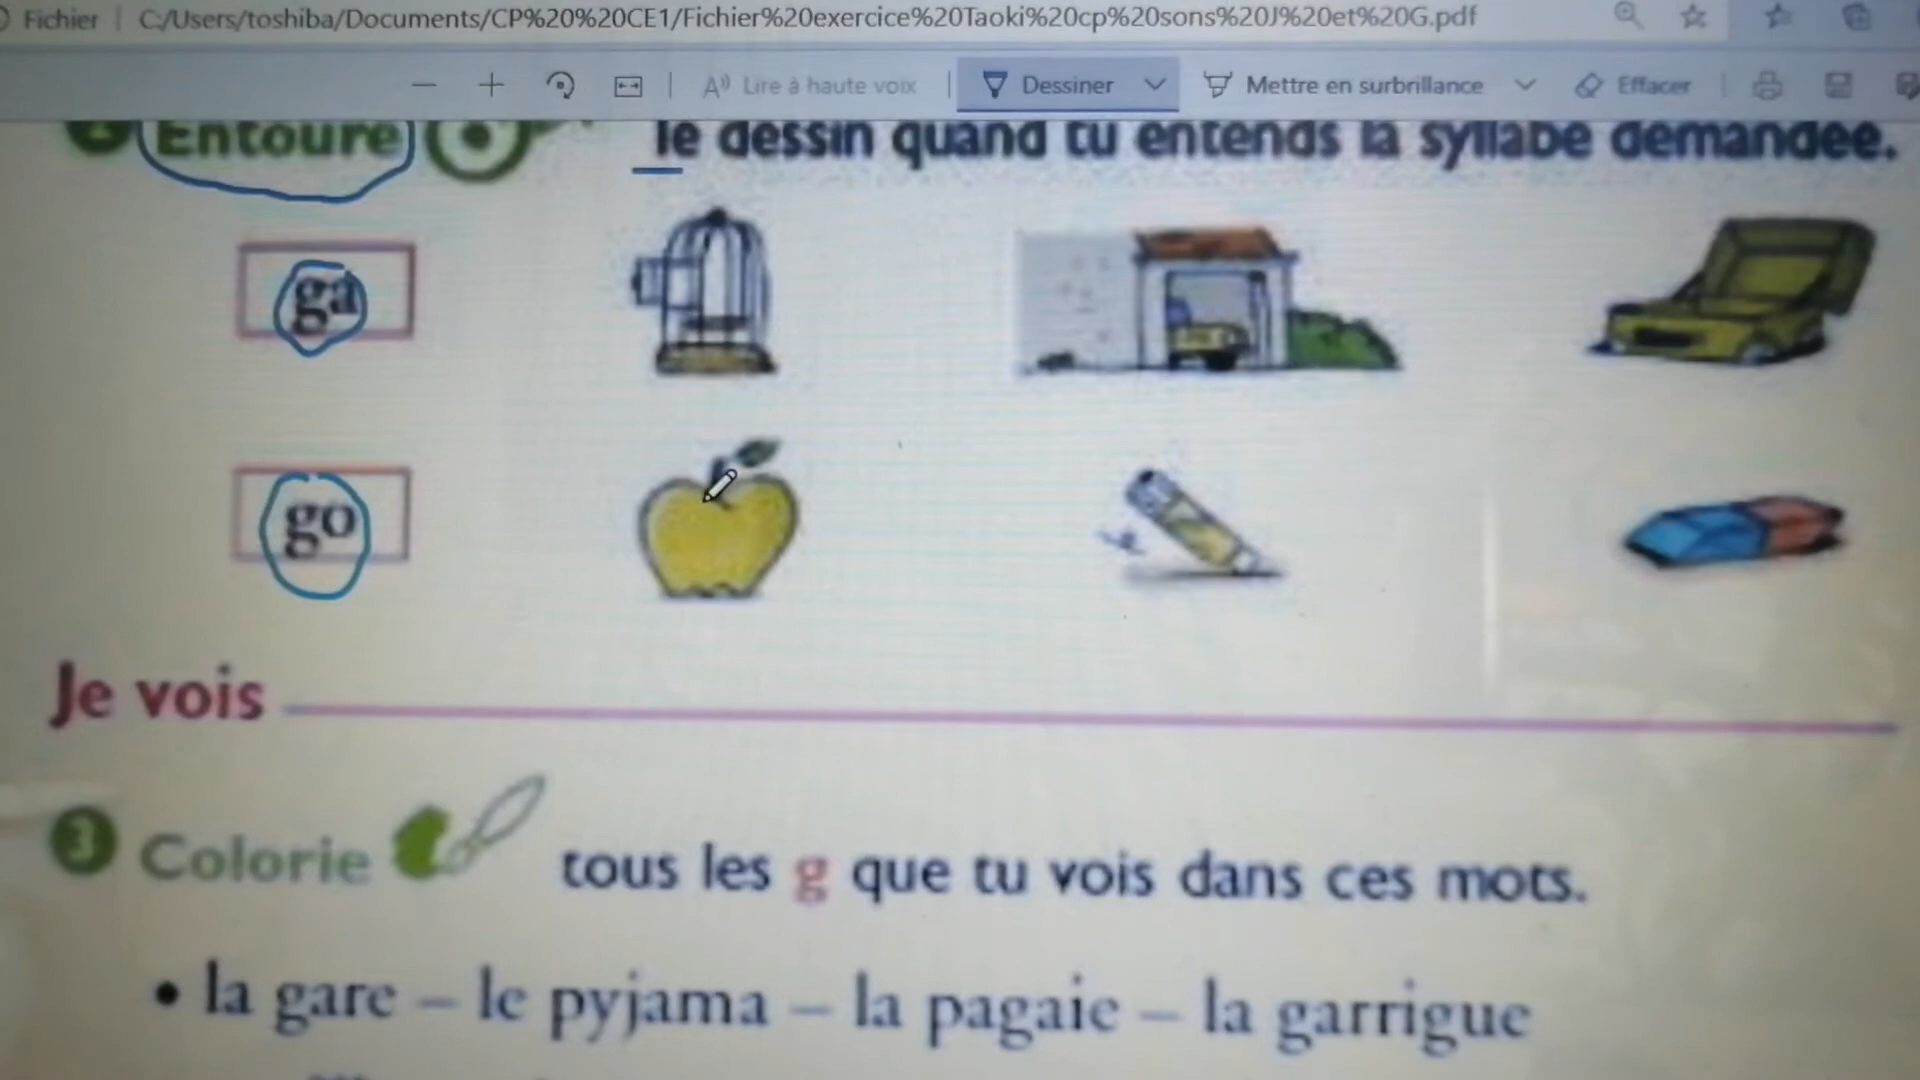 Fichier | C:/Users/toshiba/Documents/CP%20%20CE1/Fichier%20exercice%20Taoki%20cp%20sons%20J%20et%20G.pdf
A Lire à haute voix | Dessiner Mettre en surbrillance Effacer
Entoure le dessin quand tu entends la syllabe demandée.
ga
go
Je vois
3 Colorie tous les g que tu vois dans ces mots.
• la gare – le pyjama – la pagaie – la garrigue